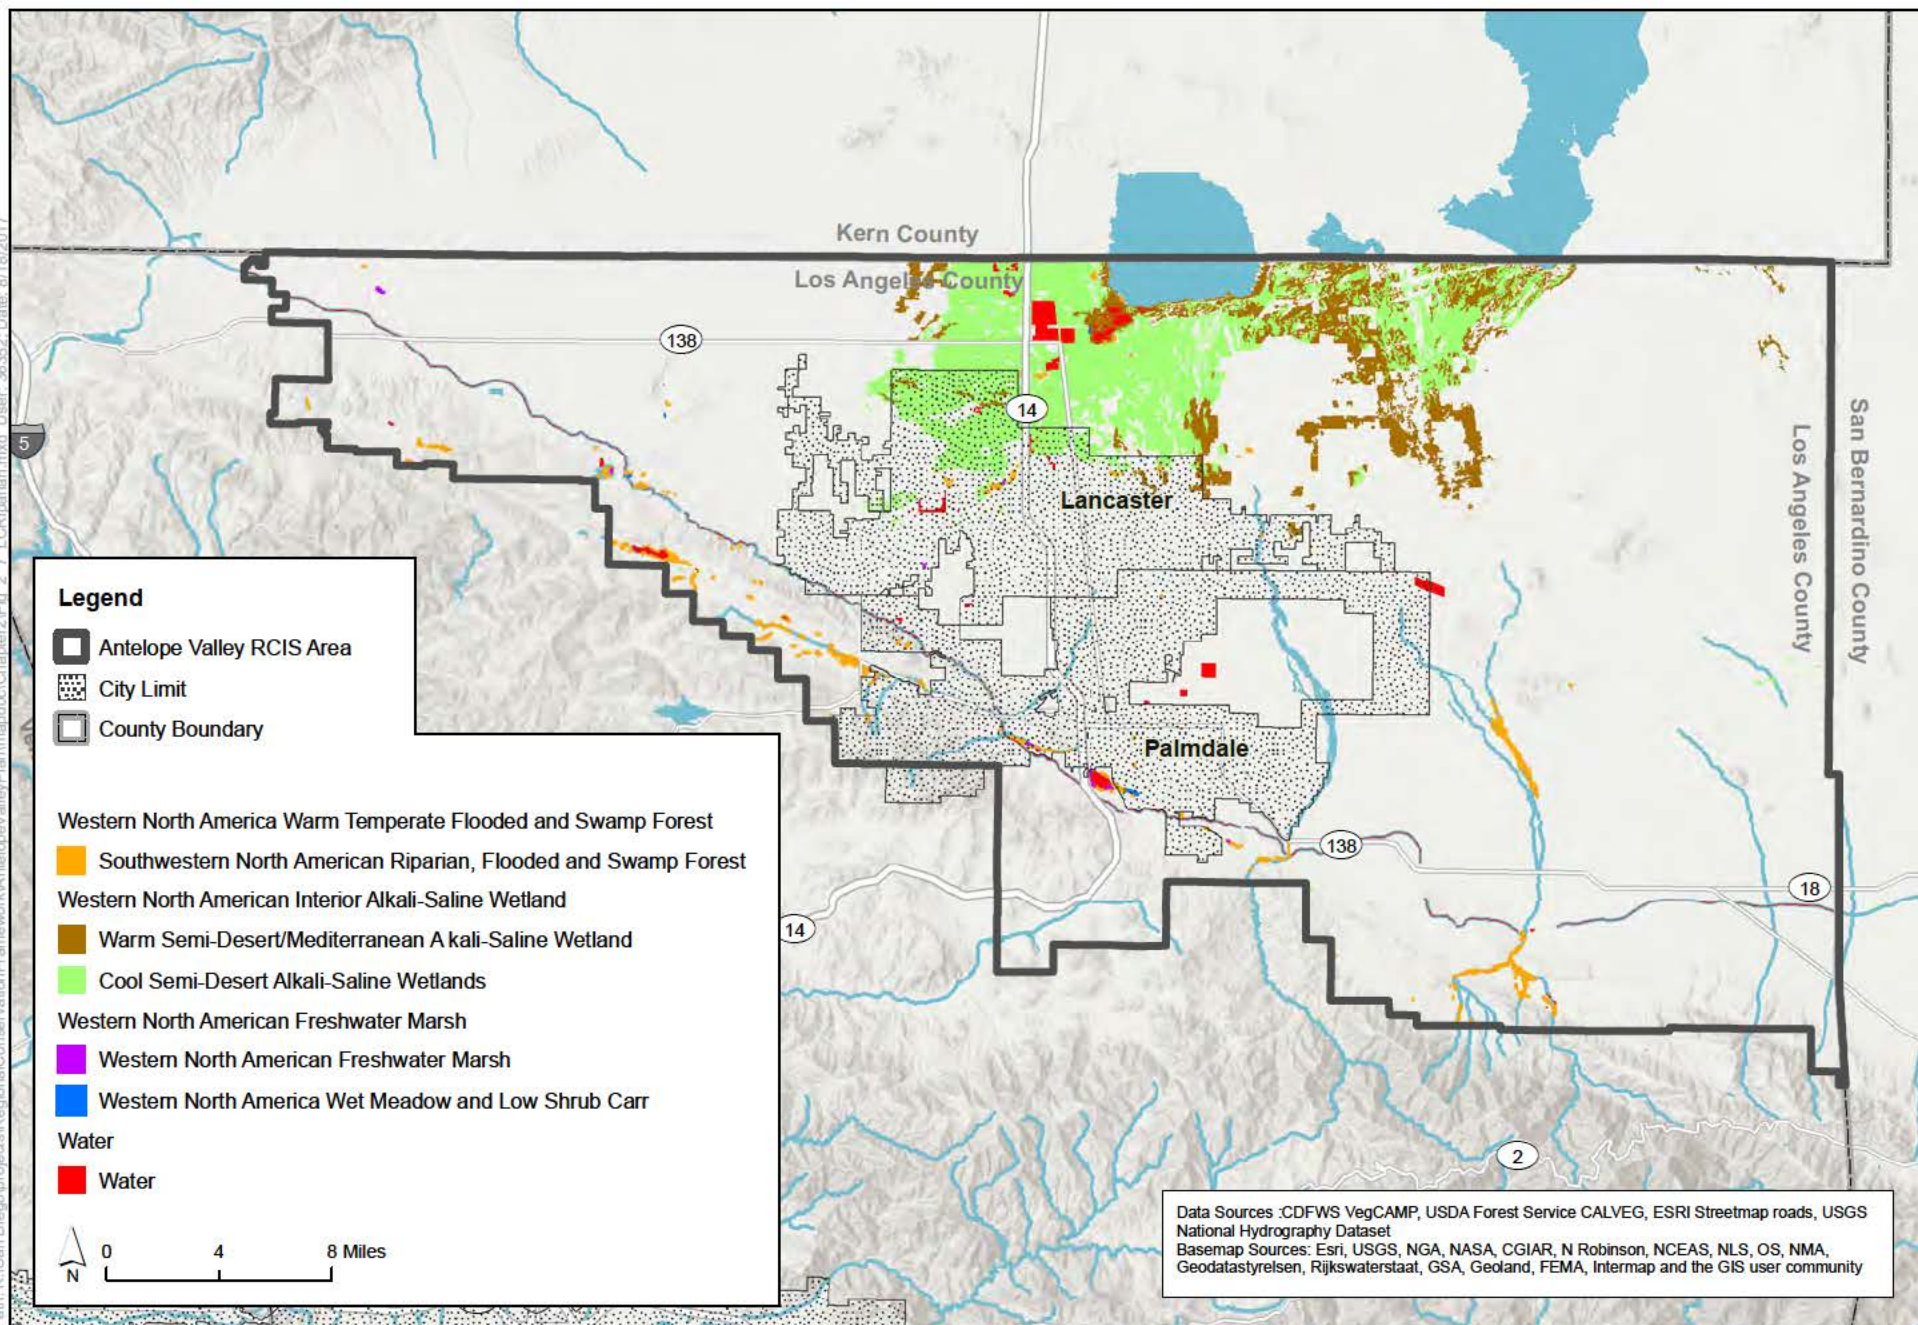 Kern County
Los Angeles County
138
14
5
Lancaster
San Bernardino County
Los Angeles County
Palmdale
138
18
14
2
Legend
Antelope Valley RCIS Area
City Limit
County Boundary
Western North America Warm Temperate Flooded and Swamp Forest
Southwestern North American Riparian, Flooded and Swamp Forest
Western North American Interior Alkali-Saline Wetland
Warm Semi-Desert/Mediterranean A kali-Saline Wetland
Cool Semi-Desert Alkali-Saline Wetlands
Western North American Freshwater Marsh
Western North American Freshwater Marsh
Western North America Wet Meadow and Low Shrub Carr
Water
Water
N
0 4 8 Miles
Data Sources :CDFWS VegCAMP, USDA Forest Service CALVEG, ESRI Streetmap roads, USGS
National Hydrography Dataset
Basemap Sources: Esri, USGS, NGA, NASA, CGIAR, N Robinson, NCEAS, NLS, OS, NMA,
Geodatastyrelsen, Rijkswaterstaat, GSA, Geoland, FEMA, Intermap and the GIS user community